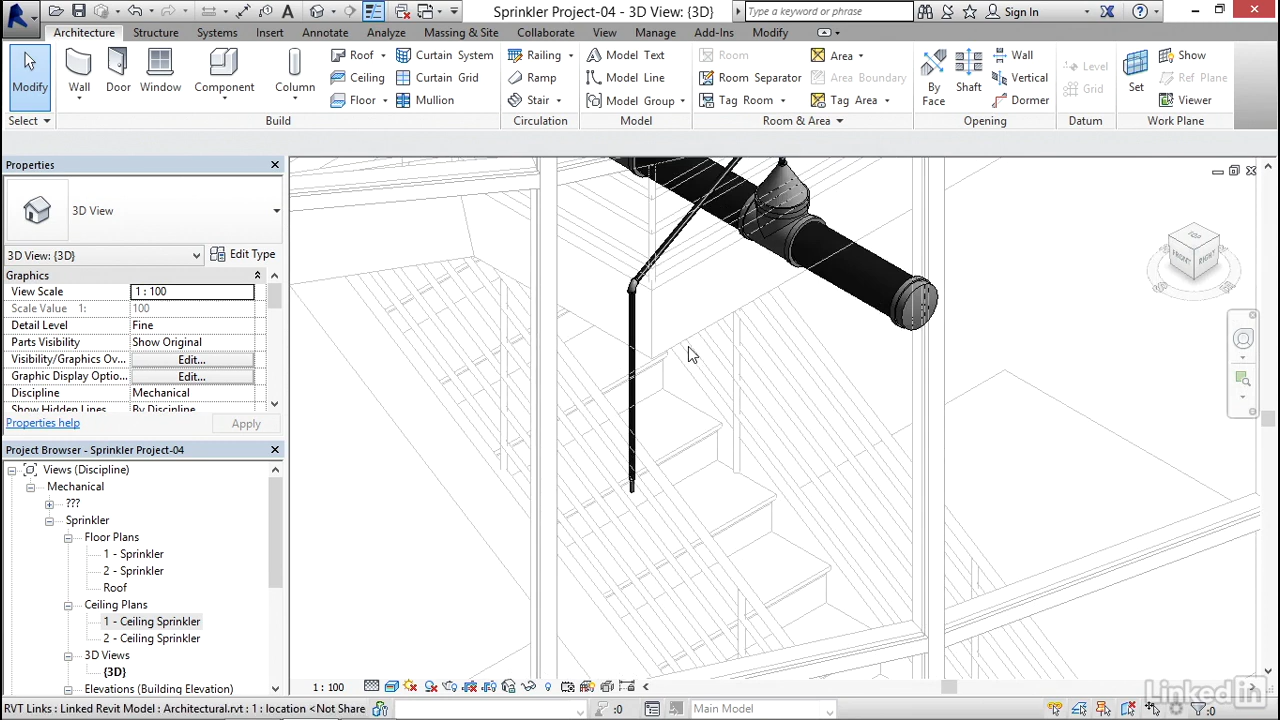 Sprinkler Project-04 - 3D View: {3D}
Type a keyword or phrase
Sign In
Architecture Structure Systems Insert Annotate Analyze Massing & Site Collaborate View Manage Add-Ins Modify
Modify
Wall
Door
Window
Component
Column
Roof
Ceiling
Floor
Curtain System
Curtain Grid
Mullion
Railing
Ramp
Stair
Model Text
Model Line
Model Group
Room
Room Separator
Tag Room
Area
Area Boundary
Tag Area
By Face
Shaft
Wall
Vertical
Dormer
Level
Grid
Set
Show
Ref Plane
Viewer
Select Build Circulation Model Room & Area Opening Datum Work Plane
Properties
3D View
3D View: {3D} Edit Type
Graphics
View Scale 1 : 100
Scale Value 1: 100
Detail Level Fine
Parts Visibility Show Original
Visibility/Graphics Ov... Edit...
Graphic Display Optio... Edit...
Discipline Mechanical
Show Hidden Lines By Discipline
Properties help Apply
Project Browser - Sprinkler Project-04
Views (Discipline)
Mechanical
???
Sprinkler
Floor Plans
1 - Sprinkler
2 - Sprinkler
Roof
Ceiling Plans
1 - Ceiling Sprinkler
2 - Ceiling Sprinkler
3D Views
{3D}
Elevations (Building Elevation)
TOP
FRONT
RIGHT
1 : 100
RVT Links : Linked Revit Model : Architectural.rvt : 1 : location <Not Share
:0
Main Model
:0
Linked in